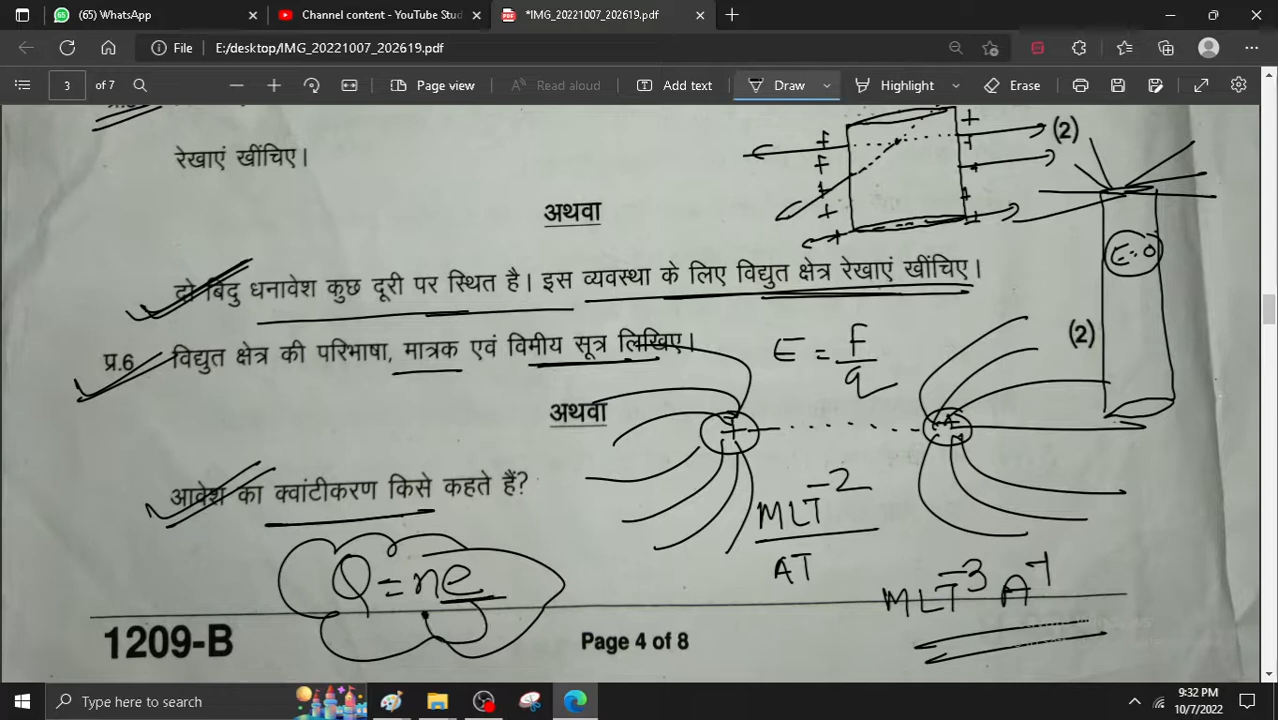 (65) WhatsApp
Channel content - YouTube Stud
*IMG_20221007_202619.pdf
File
E:/desktop/IMG_20221007_202619.pdf
3 of 7
Page view
Read aloud
Add text
Draw
Highlight
Erase
रेखाएं खींचिए।
(2)
अथवा
E=0
दो बिंदु धनावेश कुछ दूरी पर स्थित है। इस व्यवस्था के लिए विद्युत क्षेत्र रेखाएं खींचिए।
(2)
प्र.6 विद्युत क्षेत्र की परिभाषा, मात्रक एवं विमीय सूत्र लिखिए।
E = F/q
अथवा
आवेश का क्वांटीकरण किसे कहते हैं?
MLT⁻²
AT
Q=ne
MLT⁻³ A⁻¹
1209-B
Page 4 of 8
Type here to search
9:32 PM
10/7/2022